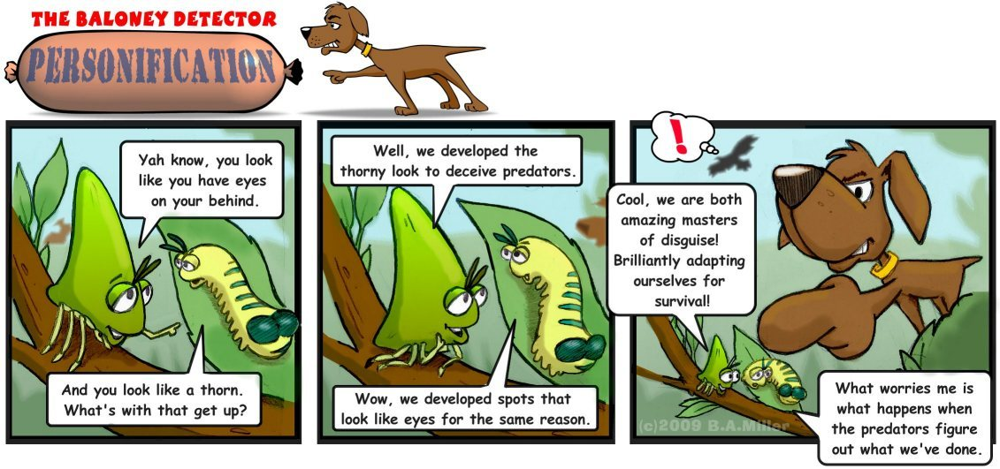 THE BALONEY DETECTOR
PERSONIFICATION
Yah know, you look
like you have eyes
on your behind.
And you look like a thorn.
What's with that get up?
Well, we developed the
thorny look to deceive predators.
Wow, we developed spots that
look like eyes for the same reason.
!
Cool, we are both
amazing masters
of disguise!
Brilliantly adapting
ourselves for
survival!
What worries me is
what happens when
the predators figure
out what we've done.
(c)2009 B.A.Miller